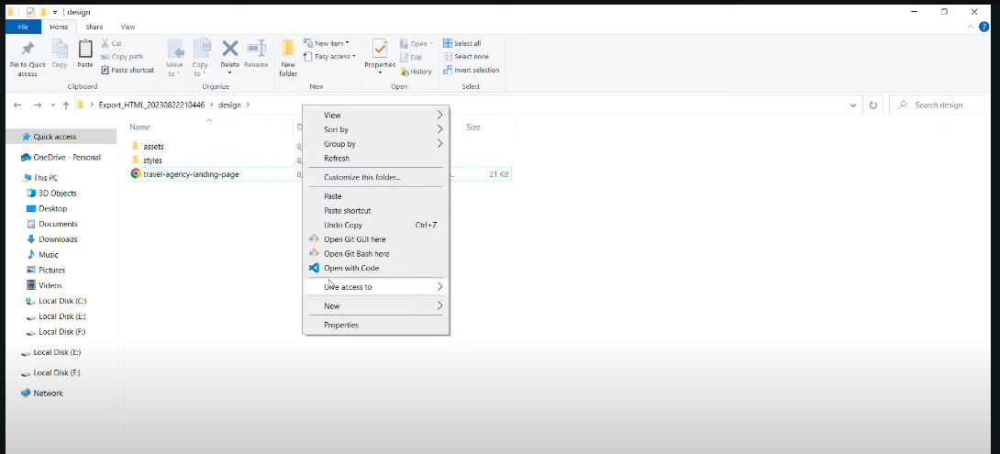 design
File Home Share View
Pin to Quick access
Copy
Paste
Cut
Copy path
Paste shortcut
Clipboard
Move to
Copy to
Delete
Rename
Organize
New folder
New item
Easy access
New
Properties
Open
Edit
History
Open
Select all
Select none
Invert selection
Select
Export_HTML_20230822210446 design
Search design
Name
D
Size
Quick access
OneDrive - Personal
This PC
3D Objects
Desktop
Documents
Downloads
Music
Pictures
Videos
Local Disk (C:)
Local Disk (E:)
Local Disk (F:)
Local Disk (E:)
Local Disk (F:)
Network
assets 8
styles 8
travel-agency-landing-page 8 ... 21 KB
View
Sort by
Group by
Refresh
Customize this folder...
Paste
Paste shortcut
Undo Copy Ctrl+Z
Open Git GUI here
Open Git Bash here
Open with Code
Give access to
New
Properties